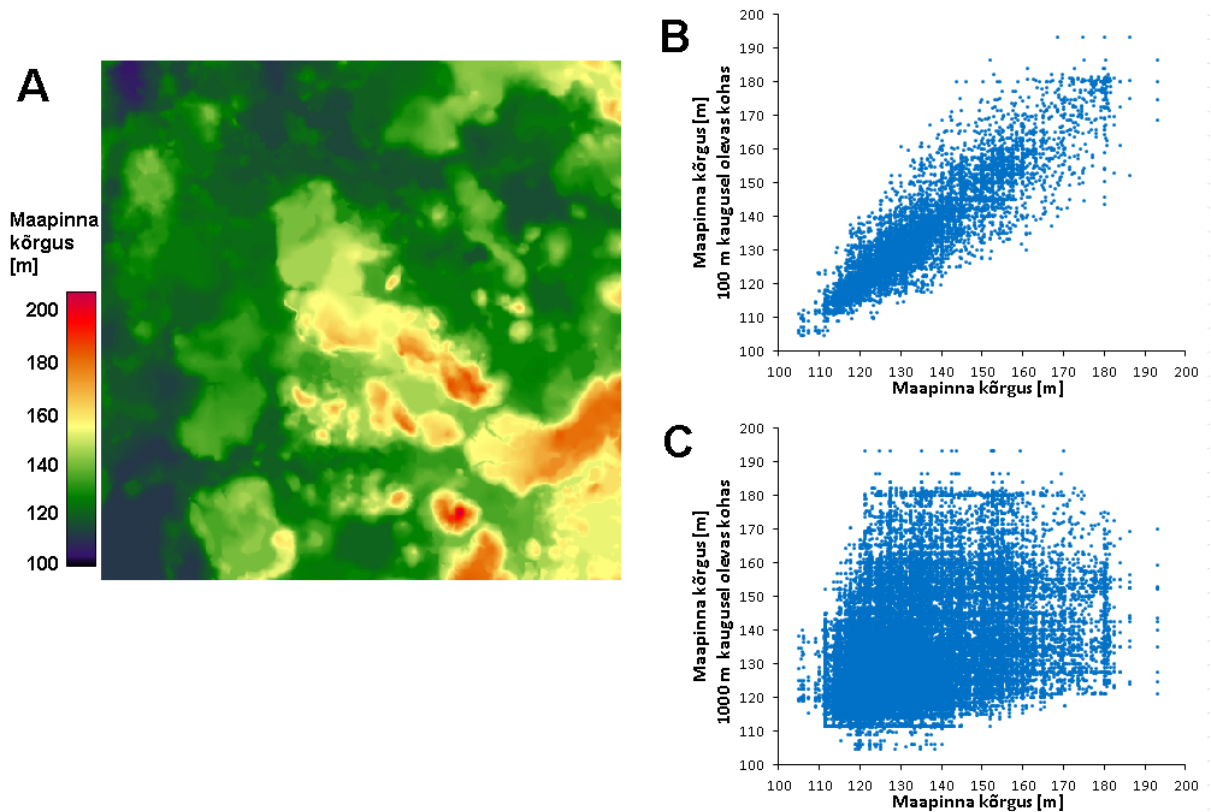 A
Maapinna
kõrgus
[m]
200
180
160
140
120
100
B
Maapinna kõrgus [m]
100 m kaugusel olevas kohas
200
190
180
170
160
150
140
130
120
110
100
100 110 120 130 140 150 160 170 180 190 200
Maapinna kõrgus [m]
C
Maapinna kõrgus [m]
1000 m kaugusel olevas kohas
200
190
180
170
160
150
140
130
120
110
100
100 110 120 130 140 150 160 170 180 190 200
Maapinna kõrgus [m]